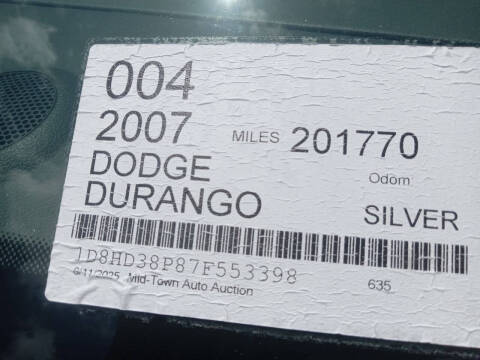 004
2007 MILES 201770
DODGE Odom
DURANGO SILVER
1D8HD38P87F553398
6/11/2025 Mid-Town Auto Auction 635